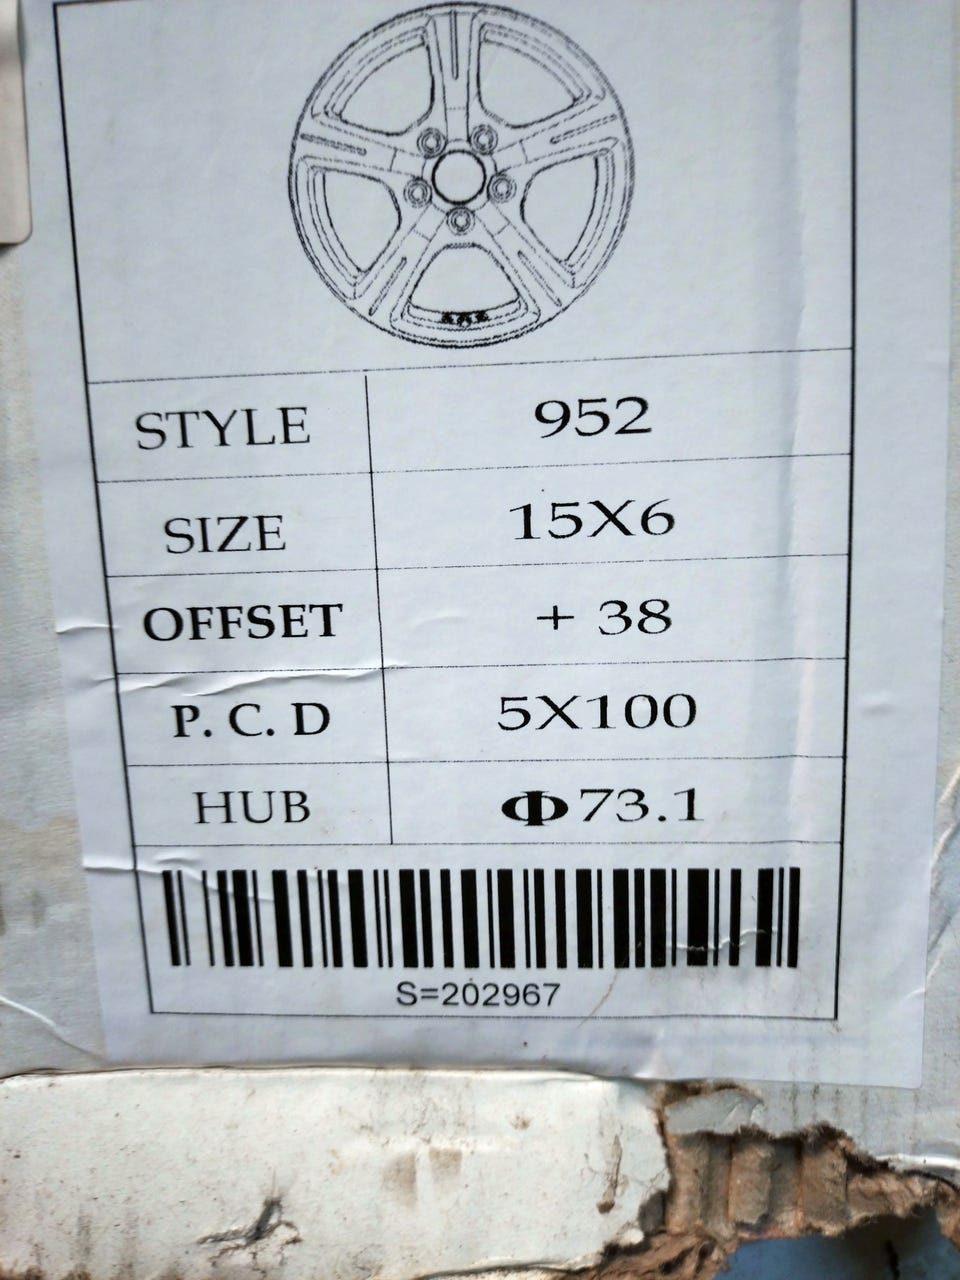 STYLE 952
SIZE 15X6
OFFSET + 38
P. C. D 5X100
HUB Φ73.1
S=202967